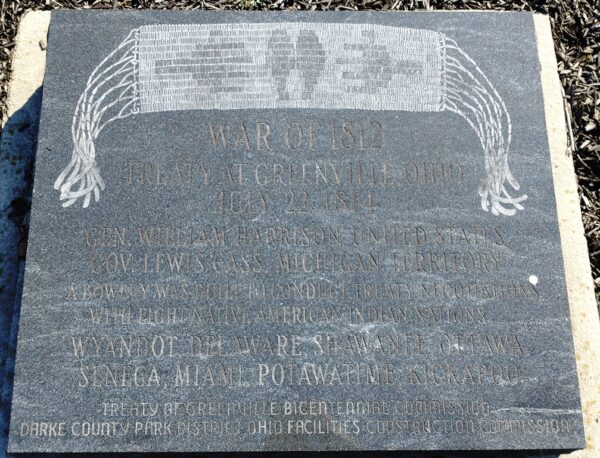 WAR OF 1812
TREATY AT GREENVILLE, OHIO
JULY 22, 1814
GEN. WILLIAM HARRISON, UNITED STATES
GOV. LEWIS CASS, MICHIGAN TERRITORY
A BOWERY WAS BUILT TO CONDUCT TREATY NEGOTIATIONS
WITH EIGHT NATIVE AMERICAN INDIAN NATIONS
WYANDOT, DELAWARE, SHAWANEE, OTTAWA,
SENECA, MIAMI, POTAWATIME, KICKAPOO
TREATY OF GREENVILLE BICENTENNIAL COMMISSION
DARKE COUNTY PARK DISTRICT, OHIO FACILITIES CONSTRUCTION COMMISSION